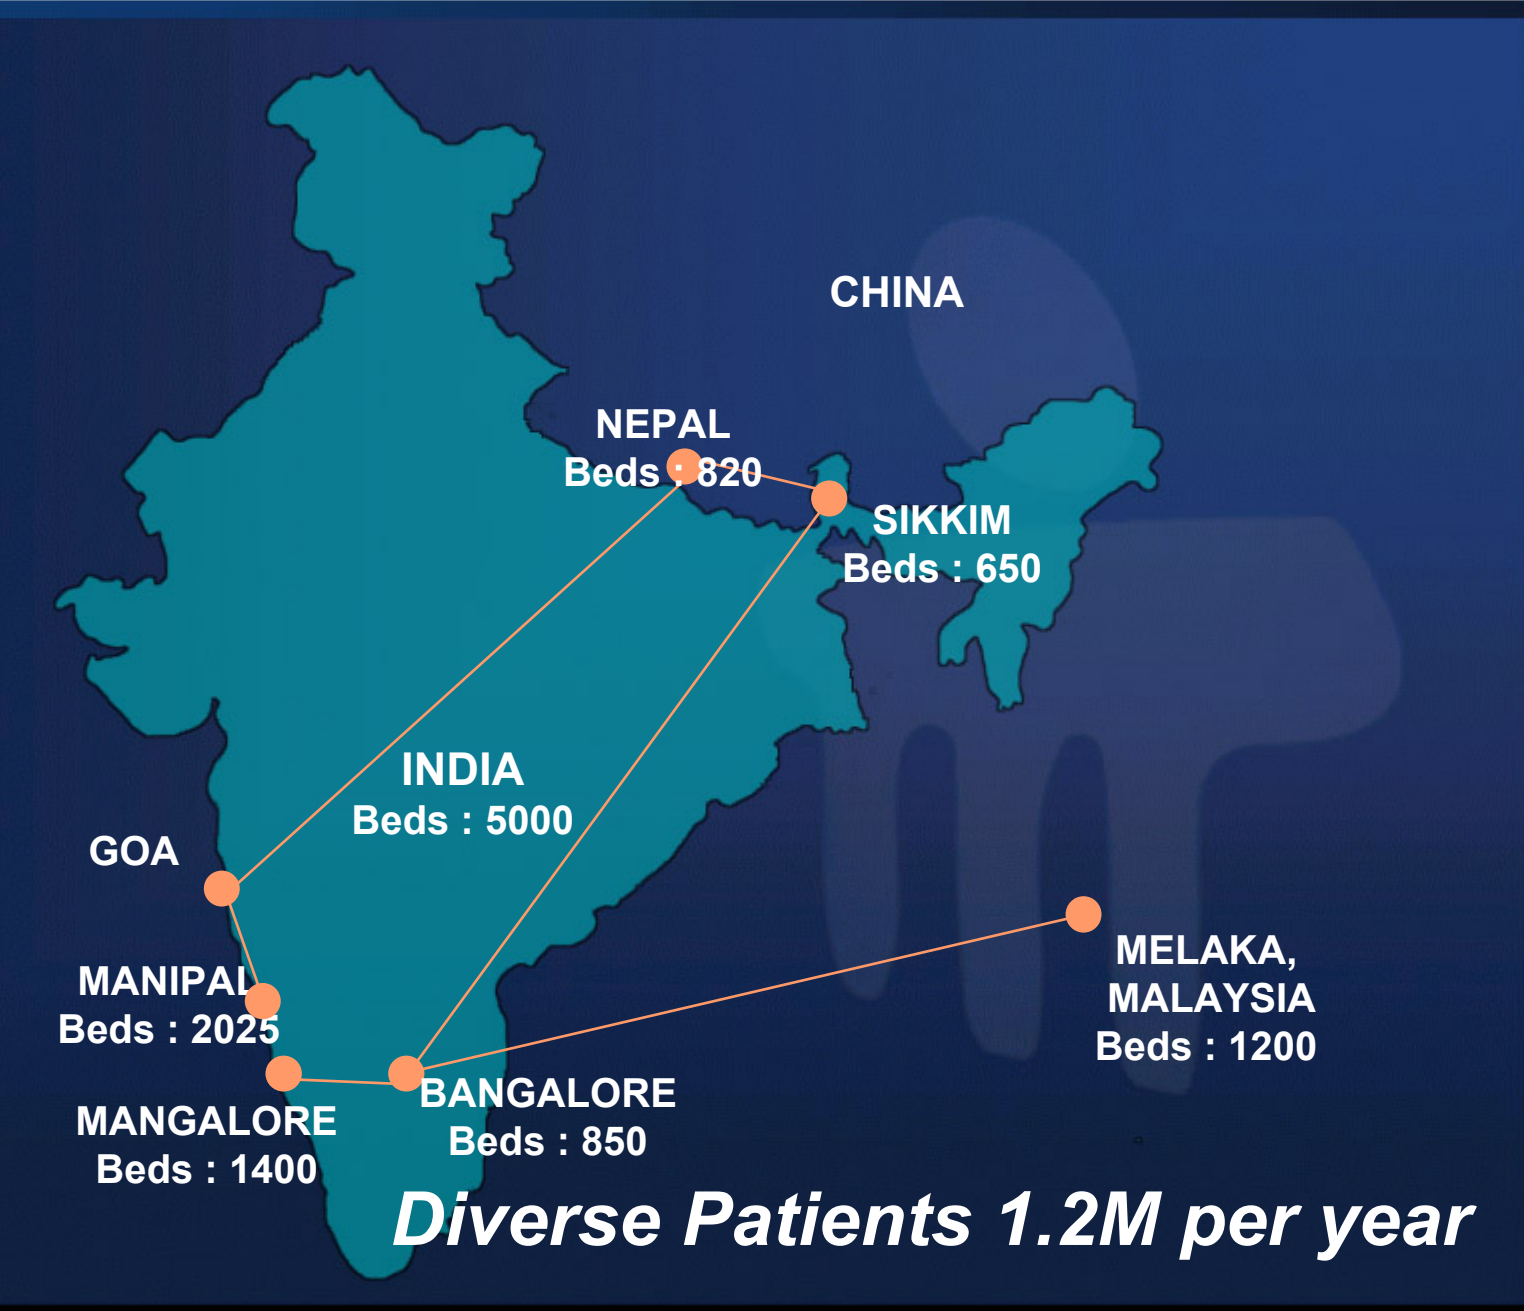 CHINA
NEPAL
Beds : 820
SIKKIM
Beds : 650
INDIA
Beds : 5000
GOA
MANIPAL
Beds : 2025
MELAKA,
MALAYSIA
Beds : 1200
MANGALORE
Beds : 1400
BANGALORE
Beds : 850
Diverse Patients 1.2M per year